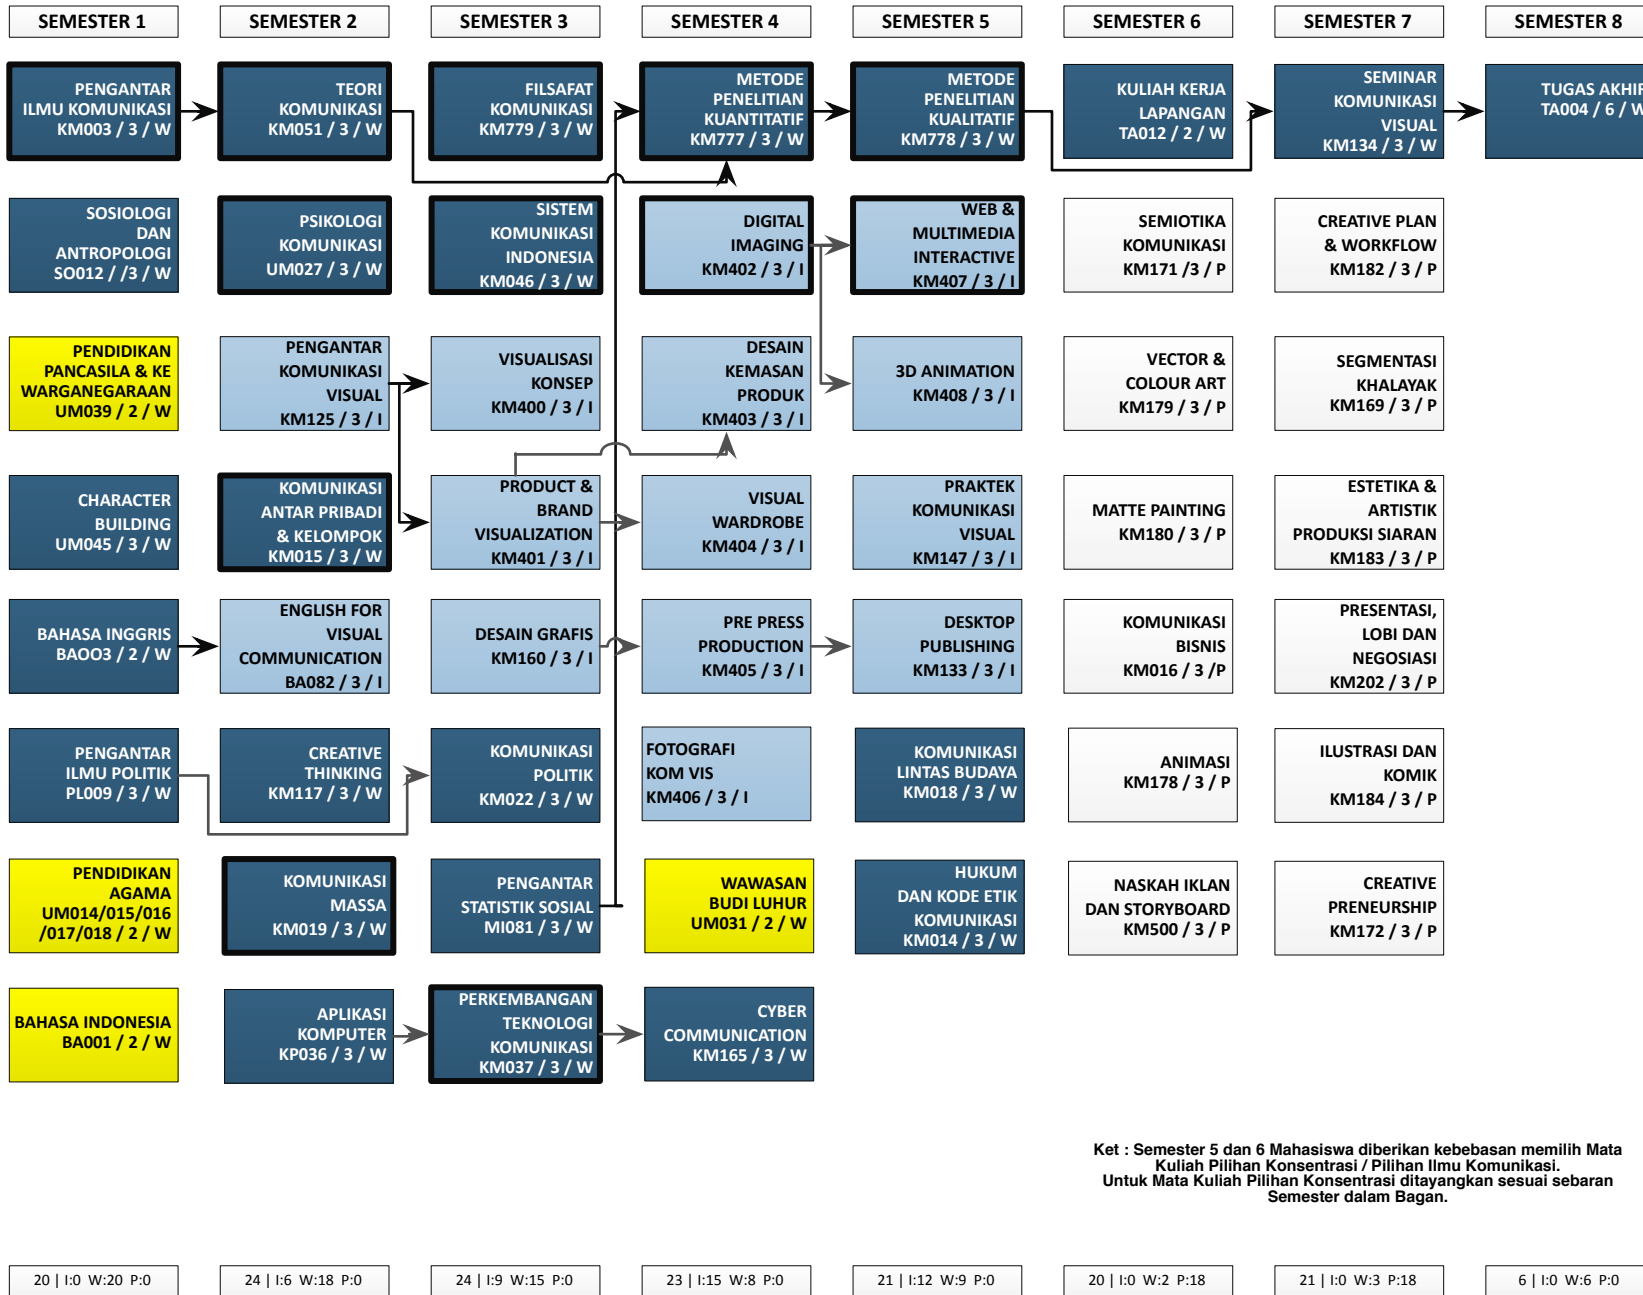 SEMESTER 1
SEMESTER 2
SEMESTER 3
SEMESTER 4
SEMESTER 5
SEMESTER 6
SEMESTER 7
SEMESTER 8
PENGANTAR
ILMU KOMUNIKASI
KM003 / 3 / W
TEORI
KOMUNIKASI
KM051 / 3 / W
FILSAFAT
KOMUNIKASI
KM779 / 3 / W
METODE
PENELITIAN
KUANTITATIF
KM777 / 3 / W
METODE
PENELITIAN
KUALITATIF
KM778 / 3 / W
KULIAH KERJA
LAPANGAN
TA012 / 2 / W
SEMINAR
KOMUNIKASI
VISUAL
KM134 / 3 / W
TUGAS AKHIR
TA004 / 6 / W
SOSIOLOGI
DAN
ANTROPOLOGI
SO012 / /3 / W
PSIKOLOGI
KOMUNIKASI
UM027 / 3 / W
SISTEM
KOMUNIKASI
INDONESIA
KM046 / 3 / W
DIGITAL
IMAGING
KM402 / 3 / I
WEB &
MULTIMEDIA
INTERACTIVE
KM407 / 3 / I
SEMIOTIKA
KOMUNIKASI
KM171 /3 / P
CREATIVE PLAN
& WORKFLOW
KM182 / 3 / P
PENDIDIKAN
PANCASILA & KE
WARGANEGARAAN
UM039 / 2 / W
PENGANTAR
KOMUNIKASI
VISUAL
KM125 / 3 / I
VISUALISASI
KONSEP
KM400 / 3 / I
DESAIN
KEMASAN
PRODUK
KM403 / 3 / I
3D ANIMATION
KM408 / 3 / I
VECTOR &
COLOUR ART
KM179 / 3 / P
SEGMENTASI
KHALAYAK
KM169 / 3 / P
CHARACTER
BUILDING
UM045 / 3 / W
KOMUNIKASI
ANTAR PRIBADI
& KELOMPOK
KM015 / 3 / W
PRODUCT &
BRAND
VISUALIZATION
KM401 / 3 / I
VISUAL
WARDROBE
KM404 / 3 / I
PRAKTEK
KOMUNIKASI
VISUAL
KM147 / 3 / I
MATTE PAINTING
KM180 / 3 / P
ESTETIKA &
ARTISTIK
PRODUKSI SIARAN
KM183 / 3 / P
BAHASA INGGRIS
BAOO3 / 2 / W
ENGLISH FOR
VISUAL
COMMUNICATION
BA082 / 3 / I
DESAIN GRAFIS
KM160 / 3 / I
PRE PRESS
PRODUCTION
KM405 / 3 / I
DESKTOP
PUBLISHING
KM133 / 3 / I
KOMUNIKASI
BISNIS
KM016 / 3 /P
PRESENTASI,
LOBI DAN
NEGOSIASI
KM202 / 3 / P
PENGANTAR
ILMU POLITIK
PL009 / 3 / W
CREATIVE
THINKING
KM117 / 3 / W
KOMUNIKASI
POLITIK
KM022 / 3 / W
FOTOGRAFI
KOM VIS
KM406 / 3 / I
KOMUNIKASI
LINTAS BUDAYA
KM018 / 3 / W
ANIMASI
KM178 / 3 / P
ILUSTRASI DAN
KOMIK
KM184 / 3 / P
PENDIDIKAN
AGAMA
UM014/015/016
/017/018 / 2 / W
KOMUNIKASI
MASSA
KM019 / 3 / W
PENGANTAR
STATISTIK SOSIAL
MI081 / 3 / W
WAWASAN
BUDI LUHUR
UM031 / 2 / W
HUKUM
DAN KODE ETIK
KOMUNIKASI
KM014 / 3 / W
NASKAH IKLAN
DAN STORYBOARD
KM500 / 3 / P
CREATIVE
PRENEURSHIP
KM172 / 3 / P
BAHASA INDONESIA
BA001 / 2 / W
APLIKASI
KOMPUTER
KP036 / 3 / W
PERKEMBANGAN
TEKNOLOGI
KOMUNIKASI
KM037 / 3 / W
CYBER
COMMUNICATION
KM165 / 3 / W
Ket : Semester 5 dan 6 Mahasiswa diberikan kebebasan memilih Mata
Kuliah Pilihan Konsentrasi / Pilihan Ilmu Komunikasi.
Untuk Mata Kuliah Pilihan Konsentrasi ditayangkan sesuai sebaran
Semester dalam Bagan.
20 | I:0 W:20 P:0
24 | I:6 W:18 P:0
24 | I:9 W:15 P:0
23 | I:15 W:8 P:0
21 | I:12 W:9 P:0
20 | I:0 W:2 P:18
21 | I:0 W:3 P:18
6 | I:0 W:6 P:0